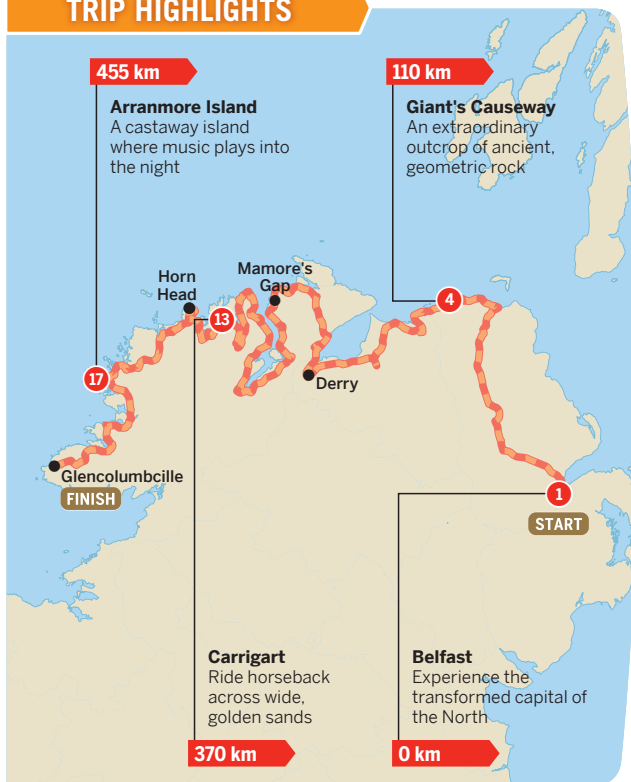 TRIP HIGHLIGHTS
455 km
Arranmore Island
A castaway island
where music plays into
the night
110 km
Giant's Causeway
An extraordinary
outcrop of ancient,
geometric rock
Horn
Head
Mamore's
Gap
13
4
17
Derry
Glencolumbcille
FINISH
1
START
Carrigart
Ride horseback
across wide,
golden sands
370 km
Belfast
Experience the
transformed capital of
the North
0 km